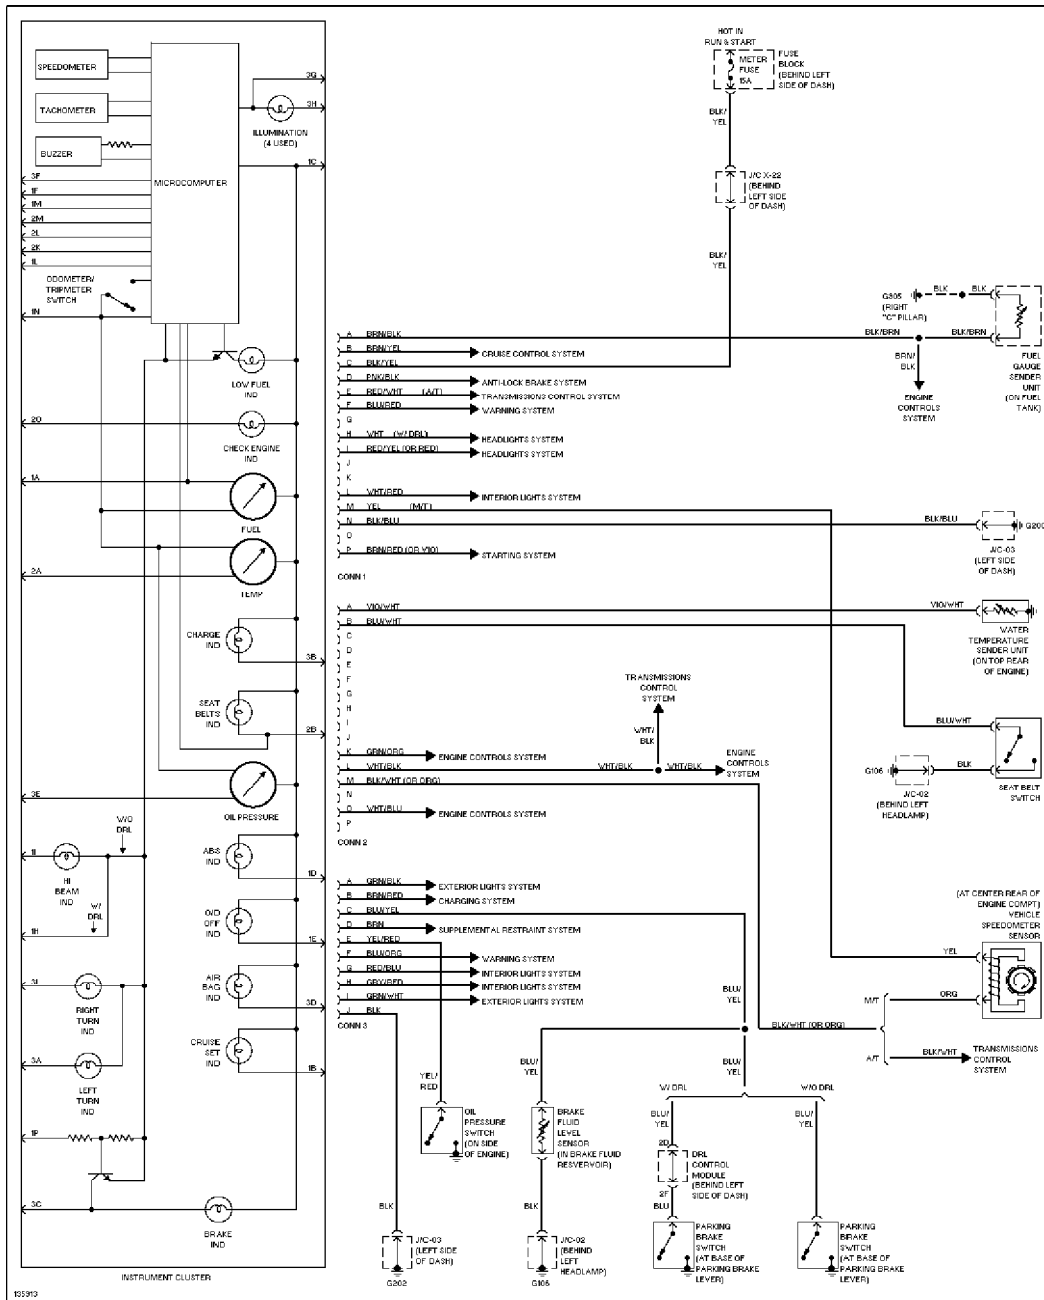 HOT IN
RUN & START
METER
FUSE
15A
FUSE
BLOCK
(BEHIND LEFT
SIDE OF DASH)
BLK/
YEL
J/C X-22
(BEHIND
LEFT SIDE
OF DASH)
BLK/
YEL
SPEEDOMETER
TACHOMETER
BUZZER
MICROCOMPUTER
3G
3H
ILLUMINATION
(4 USED)
1C
3F
1F
1M
2M
2L
2K
1L
ODOMETER/
TRIPMETER
SWITCH
1N
LOW FUEL
IND
2O
CHECK ENGINE
IND
1A
FUEL
2A
TEMP
CHARGE
IND
3B
SEAT
BELTS
IND
2B
3E
OIL PRESSURE
W/O
DRL
1I
HI
BEAM
IND
W/
DRL
1H
ABS
IND
1D
O/D
OFF
IND
1E
3I
RIGHT
TURN
IND
AIR
BAG
IND
3D
3A
LEFT
TURN
IND
CRUISE
SET
IND
1B
1P
3C
BRAKE
IND
INSTRUMENT CLUSTER
135913
A BRN/BLK
B BRN/YEL CRUISE CONTROL SYSTEM
C BLK/YEL
D PNK/BLK ANTI-LOCK BRAKE SYSTEM
E RED/WHT (A/T) TRANSMISSIONS CONTROL SYSTEM
F BLU/RED WARNING SYSTEM
G
H WHT (W/ DRL) HEADLIGHTS SYSTEM
I RED/YEL (OR RED) HEADLIGHTS SYSTEM
J
K
L WHT/RED INTERIOR LIGHTS SYSTEM
M YEL (M/T)
N BLK/BLU
O
P BRN/RED (OR VIO) STARTING SYSTEM
CONN 1
A VIO/WHT
B BLU/WHT
C
D
E
F
G
H
I
J
K GRN/ORG ENGINE CONTROLS SYSTEM
L WHT/BLK WHT/BLK WHT/BLK
M BLK/WHT (OR ORG)
N
O WHT/BLU ENGINE CONTROLS SYSTEM
P
CONN 2
TRANSMISSIONS
CONTROL
SYSTEM
WHT/
BLK
ENGINE
CONTROLS
SYSTEM
A GRN/BLK EXTERIOR LIGHTS SYSTEM
B BRN/RED CHARGING SYSTEM
C BLU/YEL
D BRN SUPPLEMENTAL RESTRAINT SYSTEM
E YEL/RED
F BLU/ORG WARNING SYSTEM
G RED/BLU INTERIOR LIGHTS SYSTEM
H GRY/RED INTERIOR LIGHTS SYSTEM
I GRN/WHT EXTERIOR LIGHTS SYSTEM
J BLK
CONN 3
G305
(RIGHT
"C" PILLAR)
BLK BLK
BLK/BRN BLK/BRN
BRN/
BLK
ENGINE
CONTROLS
SYSTEM
FUEL
GAUGE
SENDER
UNIT
(ON FUEL
TANK)
BLK/BLU
G200
J/C-03
(LEFT SIDE
OF DASH)
VIO/WHT
WATER
TEMPERATURE
SENDER UNIT
(ON TOP REAR
OF ENGINE)
BLU/WHT
G106
BLK
J/C-02
(BEHIND LEFT
HEADLAMP)
SEAT BELT
SWITCH
(AT CENTER REAR OF
ENGINE COMPT)
VEHICLE
SPEEDOMETER
SENSOR
YEL
M/T
ORG
BLK/WHT (OR ORG)
A/T
BLK/WHT
TRANSMISSIONS
CONTROL
SYSTEM
BLU/
YEL
BLU/
YEL
BLU/
YEL
YEL/
RED
OIL
PRESSURE
SWITCH
(ON SIDE
OF ENGINE)
BRAKE
FLUID
LEVEL
SENSOR
(IN BRAKE FLUID
RESVERVOIR)
W/ DRL
W/O DRL
BLU/
YEL
BLU/
YEL
2D
DRL
CONTROL
MODULE
(BEHIND LEFT
SIDE OF DASH)
2F
BLU
BLK
J/C-03
(LEFT SIDE
OF DASH)
G202
BLK
J/C-02
(BEHIND
LEFT
HEADLAMP)
G106
PARKING
BRAKE
SWITCH
(AT BASE OF
PARKING BRAKE
LEVER)
PARKING
BRAKE
SWITCH
(AT BASE OF
PARKING BRAKE
LEVER)